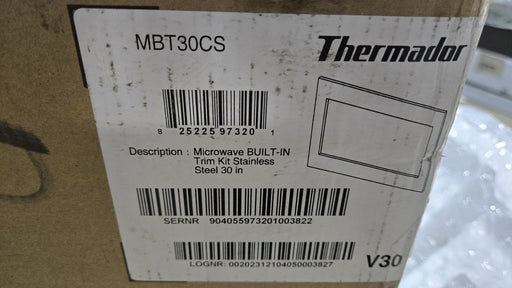 MBT30CS
Thermador
8 25225 97320 1
Description : Microwave BUILT-IN
Trim Kit Stainless
Steel 30 in
SERNR 904055973201003822
LOGNR: 00202312104050003827
V30